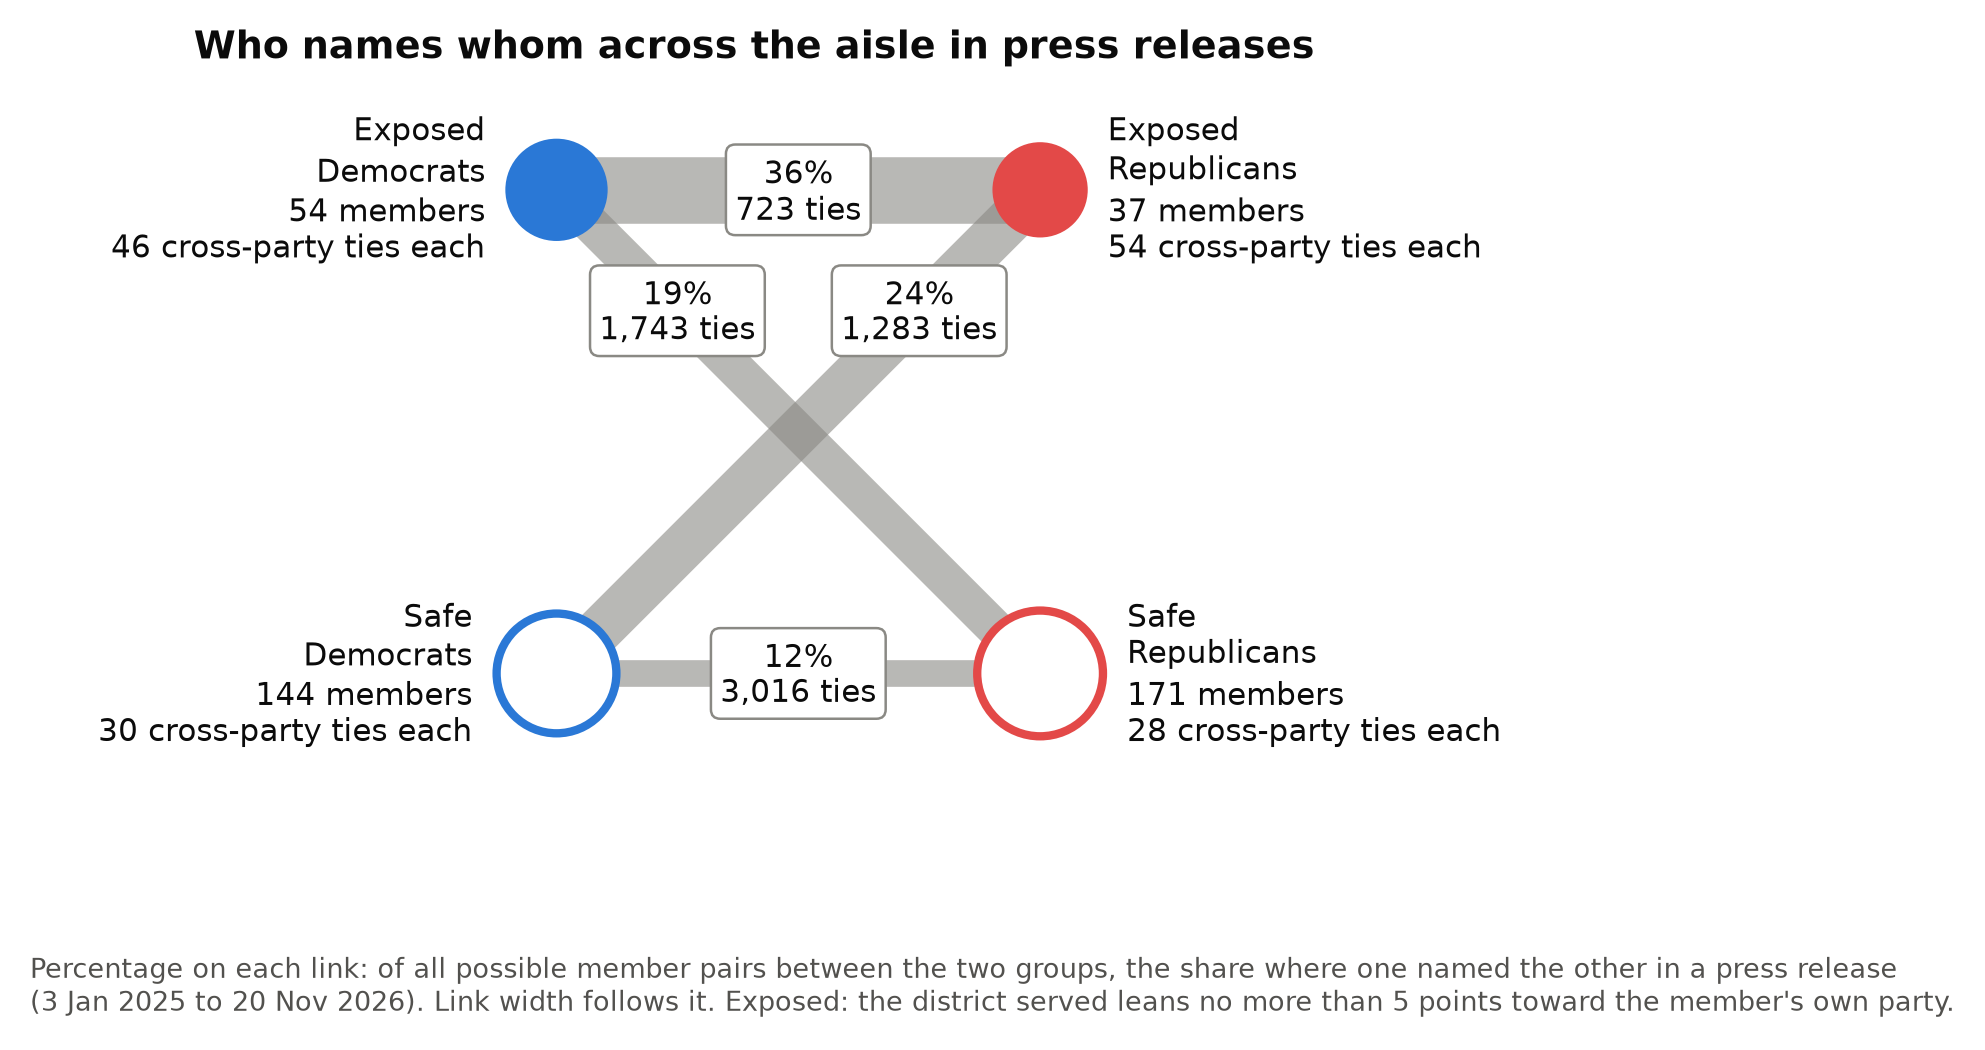 Who names whom across the aisle in press releases
Exposed
Democrats
54 members
46 cross-party ties each
36%
723 ties
Exposed
Republicans
37 members
54 cross-party ties each
19%
1,743 ties
24%
1,283 ties
Safe
Democrats
144 members
30 cross-party ties each
12%
3,016 ties
Safe
Republicans
171 members
28 cross-party ties each
Percentage on each link: of all possible member pairs between the two groups, the share where one named the other in a press release
(3 Jan 2025 to 20 Nov 2026). Link width follows it. Exposed: the district served leans no more than 5 points toward the member's own party.